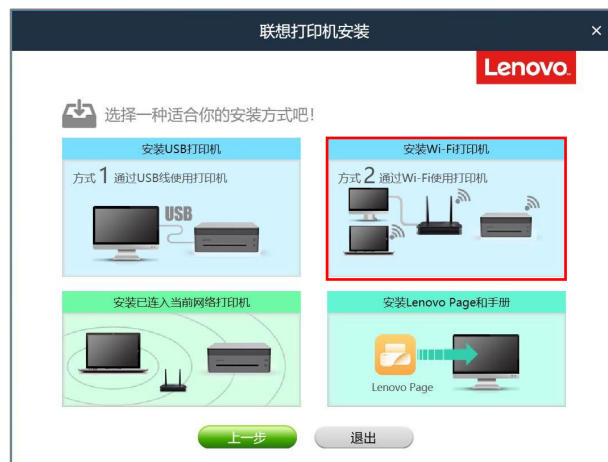 联想打印机安装
×
Lenovo.
选择一种适合你的安装方式吧!
安装USB打印机
方式1 通过USB线使用打印机
USB
安装Wi-Fi打印机
方式2 通过Wi-Fi使用打印机
安装已连入当前网络打印机
安装Lenovo Page和手册
Lenovo Page
上一步
退出